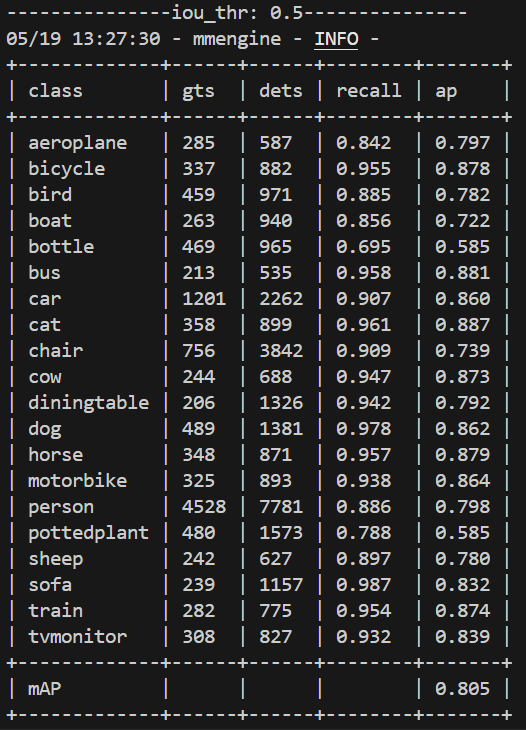 ---------------iou_thr: 0.5---------------
05/19 13:27:30 - mmengine - INFO -
+-------------+------+------+--------+-------+
| class       | gts  | dets | recall | ap    |
+-------------+------+------+--------+-------+
| aeroplane   | 285  | 587  | 0.842  | 0.797 |
| bicycle     | 337  | 882  | 0.955  | 0.878 |
| bird        | 459  | 971  | 0.885  | 0.782 |
| boat        | 263  | 940  | 0.856  | 0.722 |
| bottle      | 469  | 965  | 0.695  | 0.585 |
| bus         | 213  | 535  | 0.958  | 0.881 |
| car         | 1201 | 2262 | 0.907  | 0.860 |
| cat         | 358  | 899  | 0.961  | 0.887 |
| chair       | 756  | 3842 | 0.909  | 0.739 |
| cow         | 244  | 688  | 0.947  | 0.873 |
| diningtable | 206  | 1326 | 0.942  | 0.792 |
| dog         | 489  | 1381 | 0.978  | 0.862 |
| horse       | 348  | 871  | 0.957  | 0.879 |
| motorbike   | 325  | 893  | 0.938  | 0.864 |
| person      | 4528 | 7781 | 0.886  | 0.798 |
| pottedplant | 480  | 1573 | 0.788  | 0.585 |
| sheep       | 242  | 627  | 0.897  | 0.780 |
| sofa        | 239  | 1157 | 0.987  | 0.832 |
| train       | 282  | 775  | 0.954  | 0.874 |
| tvmonitor   | 308  | 827  | 0.932  | 0.839 |
+-------------+------+------+--------+-------+
| mAP         |      |      |        | 0.805 |
+-------------+------+------+--------+-------+